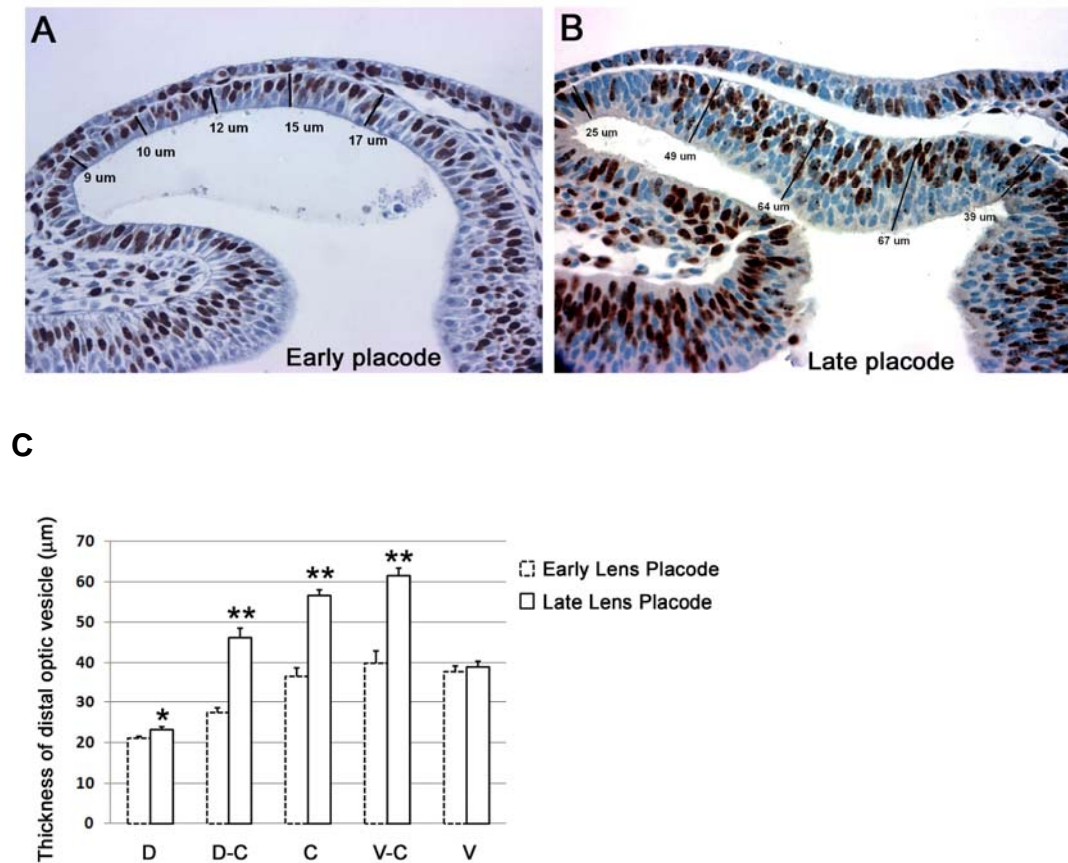 A
9 um
10 um
12 um
15 um
17 um
Early placode
B
25 um
49 um
64 um
67 um
39 um
Late placode
C
Thickness of distal optic vesicle (μm)
70
60
50
40
30
20
10
0
*
**
**
**
D
D-C
C
V-C
V
Early Lens Placode
Late Lens Placode